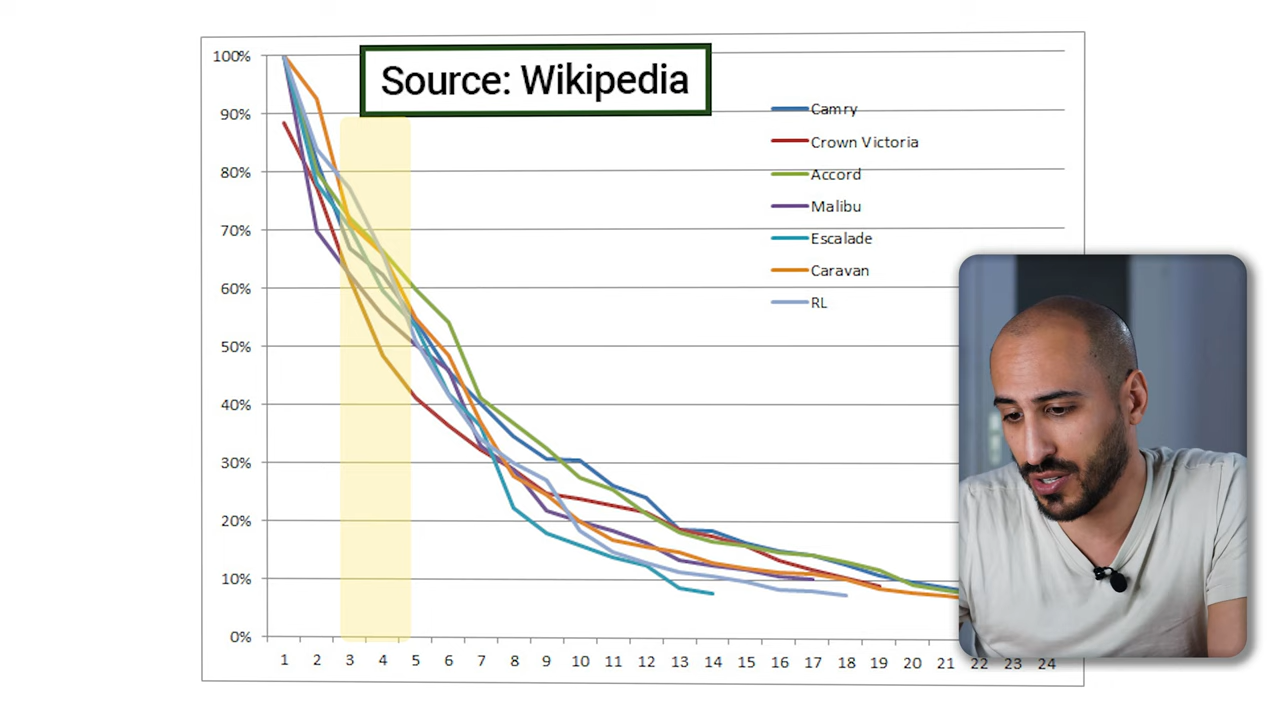 Source: Wikipedia
100%
90%
80%
70%
60%
50%
40%
30%
20%
10%
0%
Camry
Crown Victoria
Accord
Malibu
Escalade
Caravan
RL
1 2 3 4 5 6 7 8 9 10 11 12 13 14 15 16 17 18 19 20 21 22 23 24